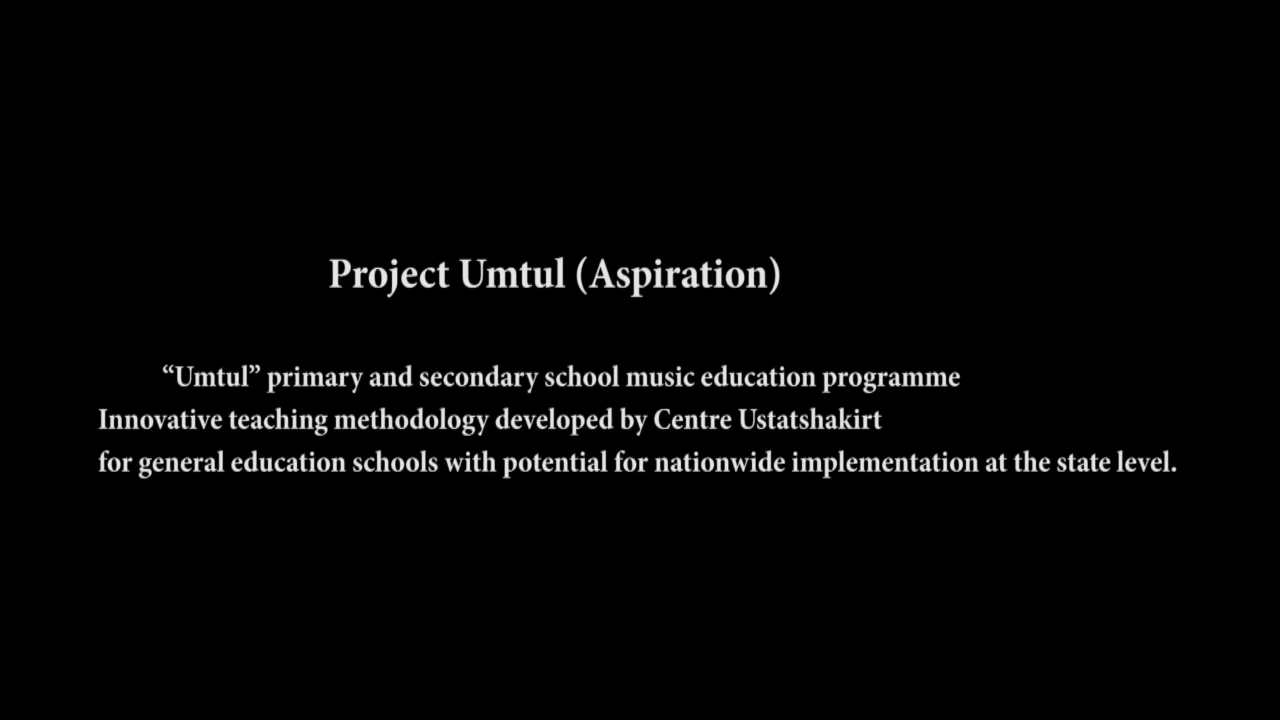 Project Umtul (Aspiration)
“Umtul” primary and secondary school music education programme
Innovative teaching methodology developed by Centre Ustatshakirt
for general education schools with potential for nationwide implementation at the state level.